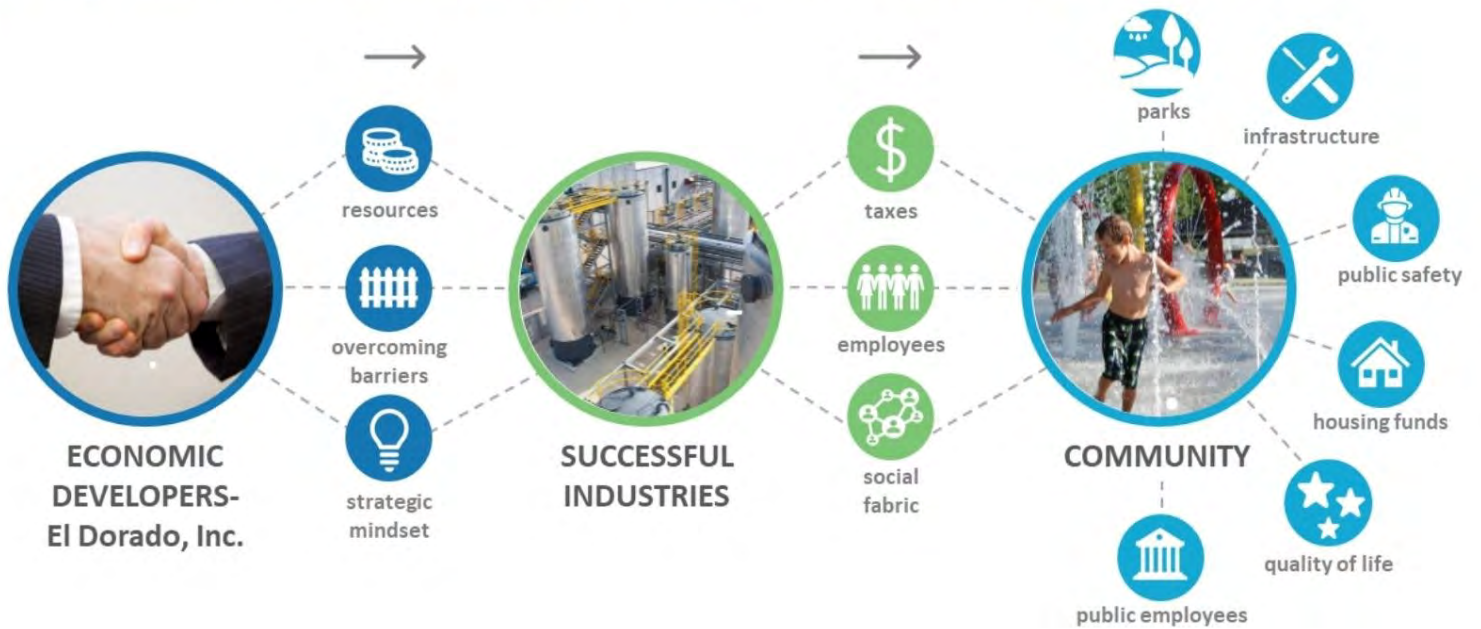 resources
overcoming
barriers
strategic
mindset
ECONOMIC
DEVELOPERS-
El Dorado, Inc.
SUCCESSFUL
INDUSTRIES
$
taxes
employees
social
fabric
COMMUNITY
parks
infrastructure
public safety
housing funds
quality of life
public employees